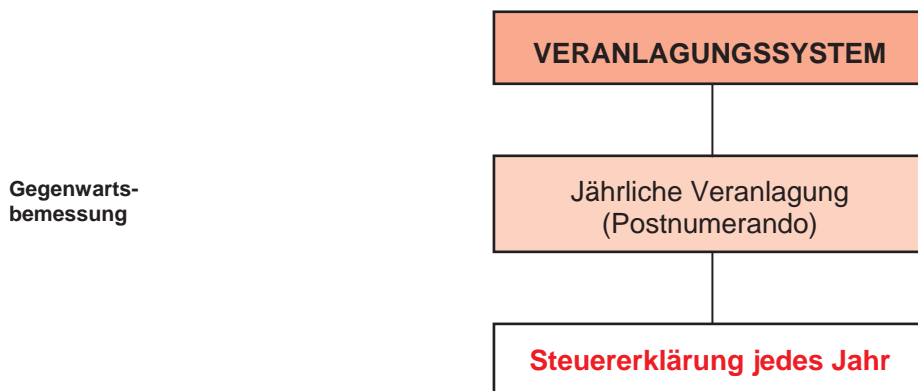 VERANLAGUNGSSYSTEM
Gegenwarts-
bemessung
Jährliche Veranlagung
(Postnumerando)
Steuererklärung jedes Jahr